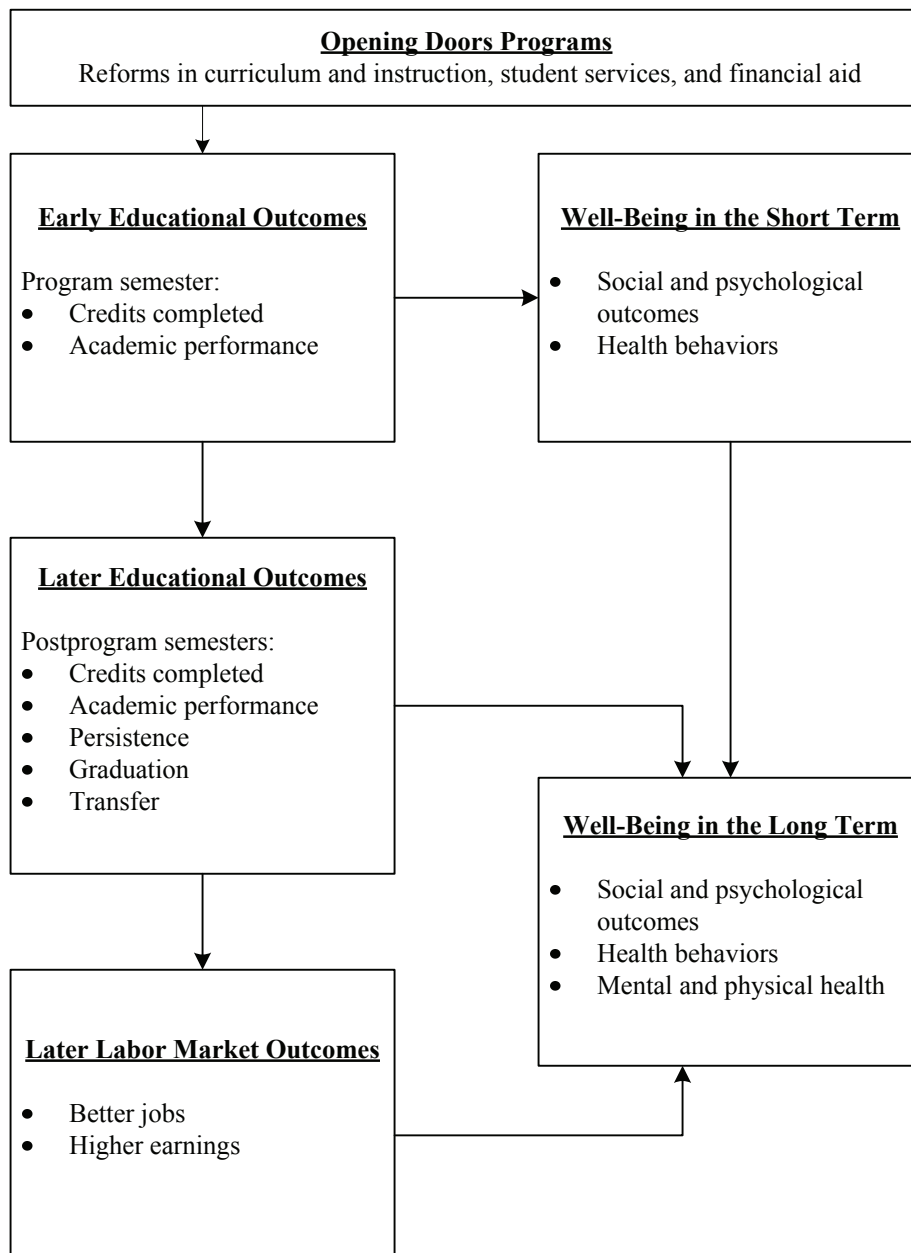 Opening Doors Programs
Reforms in curriculum and instruction, student services, and financial aid
Early Educational Outcomes
Program semester:
• Credits completed
• Academic performance
Well-Being in the Short Term
• Social and psychological
outcomes
• Health behaviors
Later Educational Outcomes
Postprogram semesters:
• Credits completed
• Academic performance
• Persistence
• Graduation
• Transfer
Well-Being in the Long Term
• Social and psychological
outcomes
• Health behaviors
• Mental and physical health
Later Labor Market Outcomes
• Better jobs
• Higher earnings